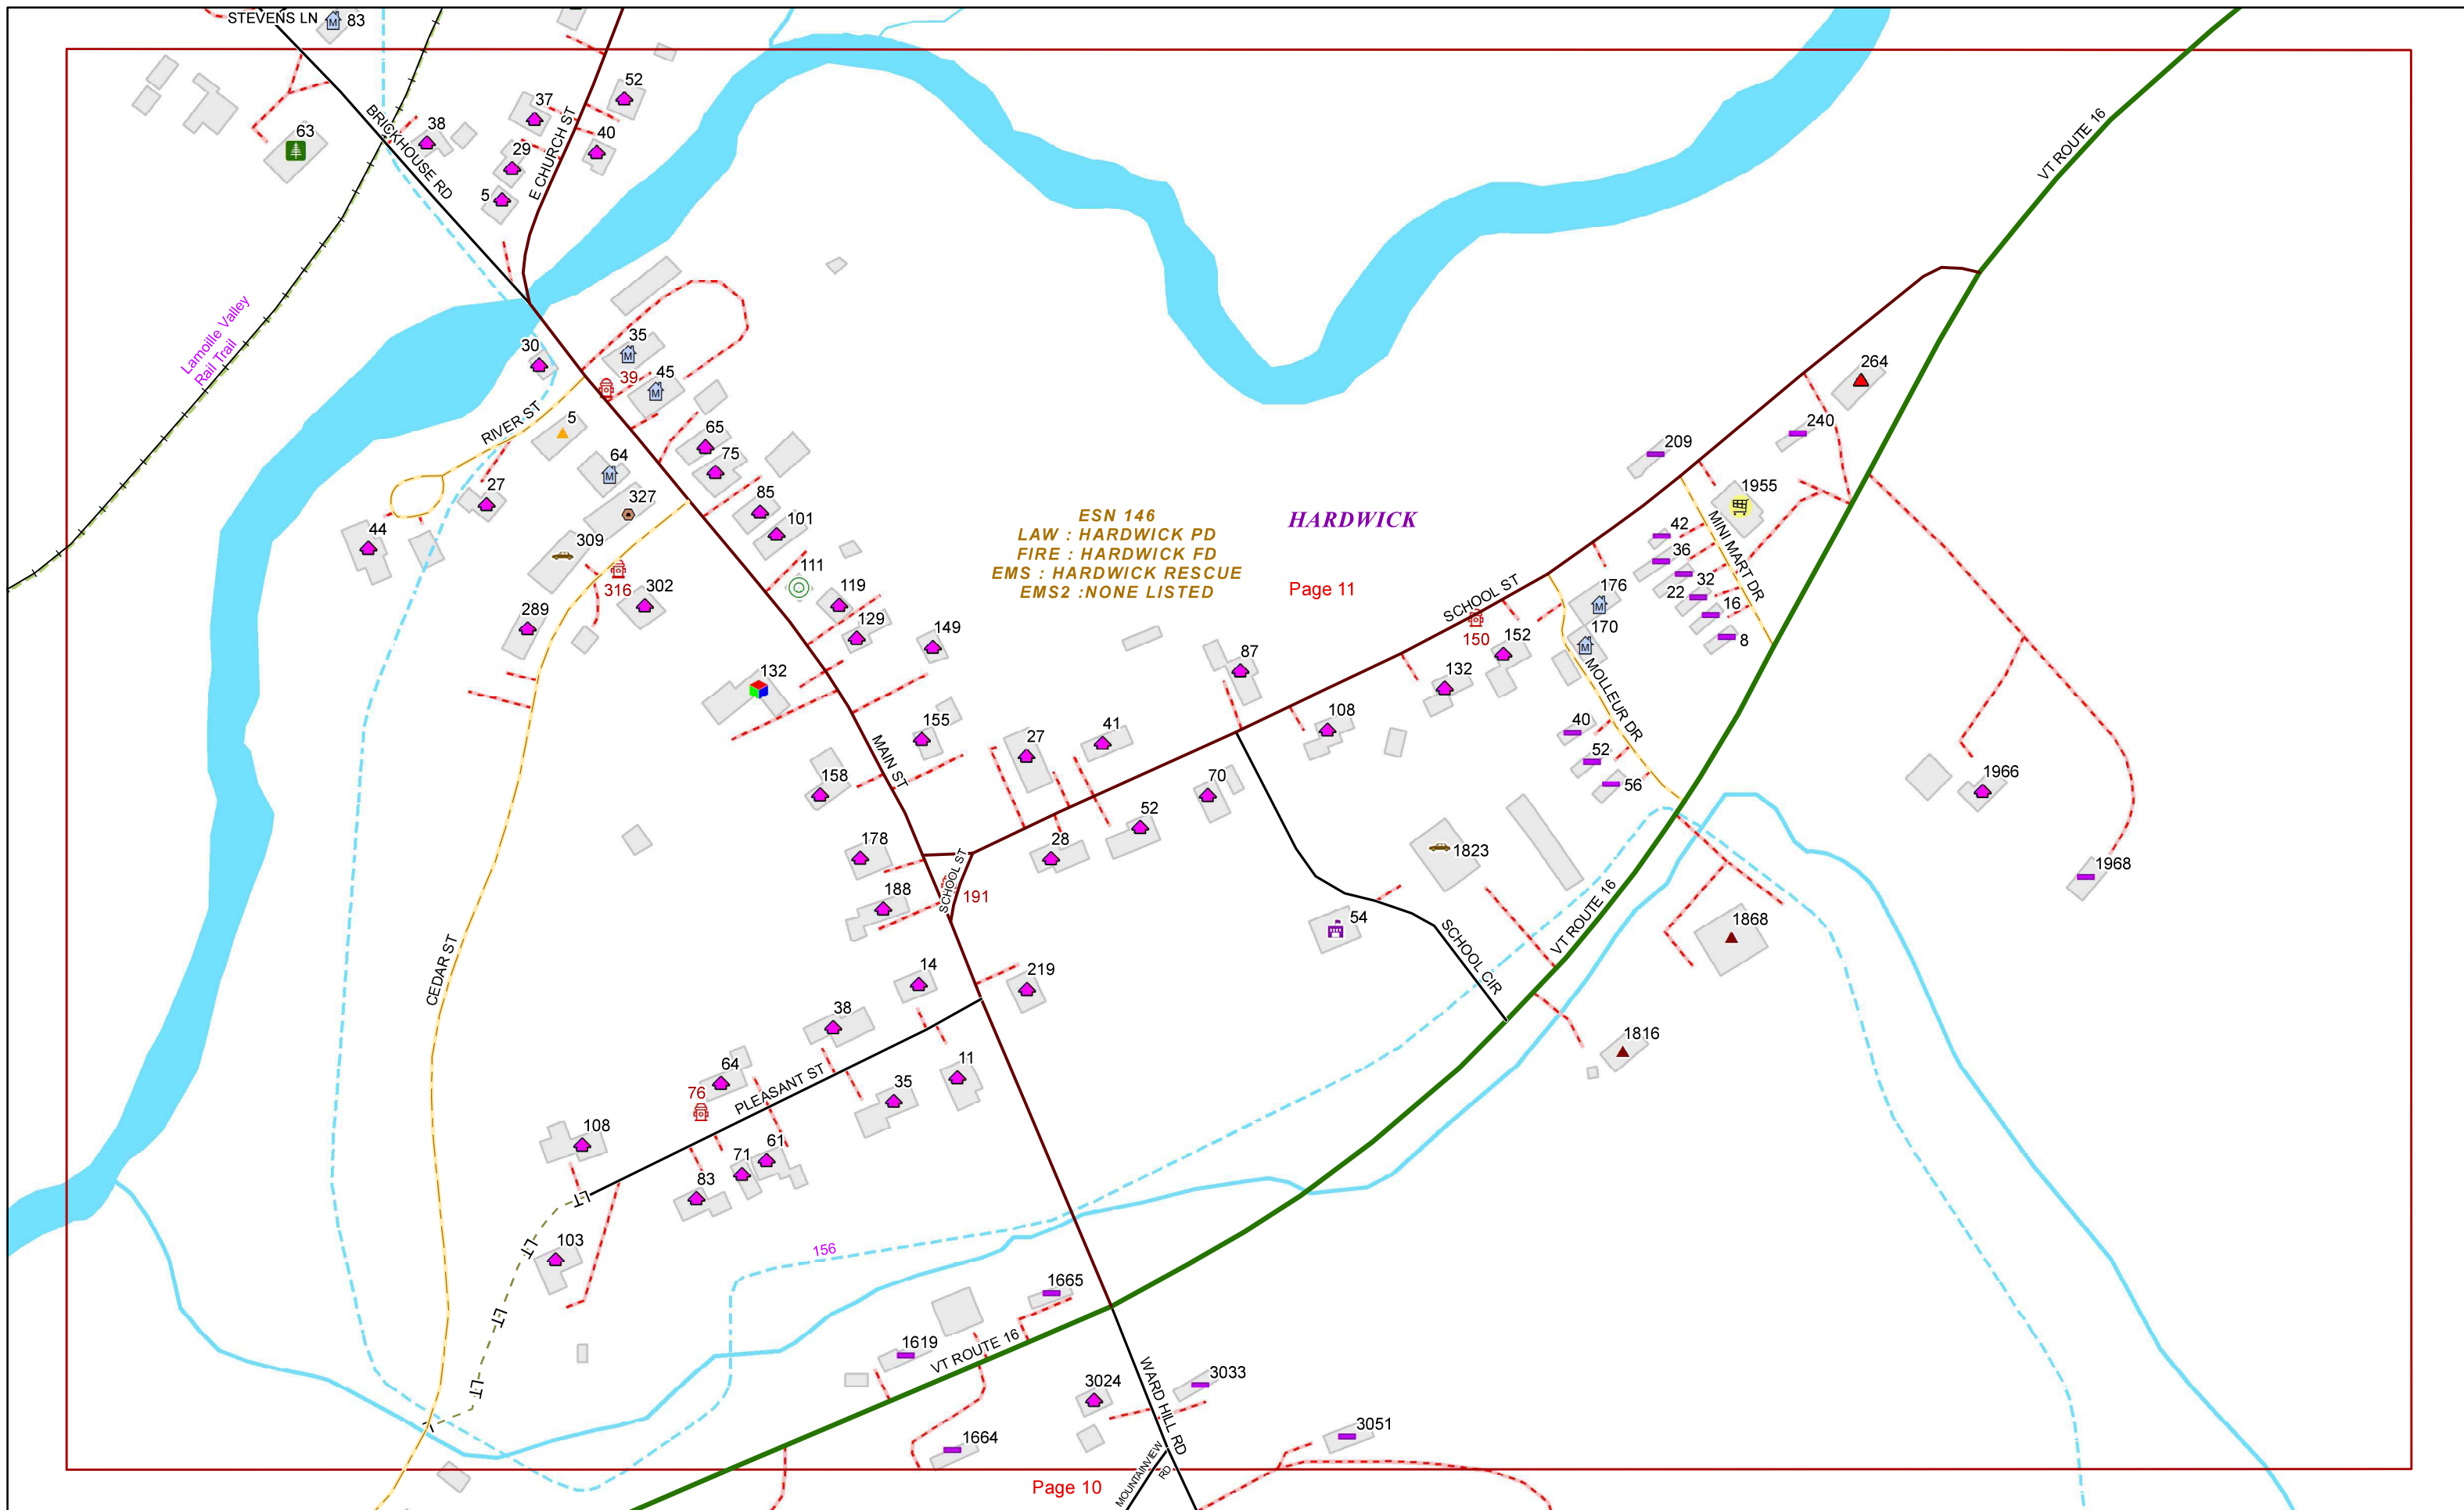 STEVENS LN
83
63
BRICKHOUSE RD
38
37
29
5
E CHURCH ST
52
40
VT ROUTE 16
Lamoille Valley
Rail Trail
30
35
39
45
RIVER ST
5
64
65
75
27
327
85
101
44
309
316
302
289
111
119
129
149
132
ESN 146
LAW : HARDWICK PD
FIRE : HARDWICK FD
EMS : HARDWICK RESCUE
EMS2 :NONE LISTED
HARDWICK
Page 11
264
240
209
1955
MINI MART DR
42
36
32
22
16
8
SCHOOL ST
150
152
176
170
132
MOLLEUR DR
87
108
40
52
56
155
MAIN ST
158
27
41
70
52
28
178
188
SCHOOL ST
191
1966
1968
1823
54
SCHOOL CIR
VT ROUTE 16
1868
1816
CEDAR ST
14
219
38
11
35
64
76
PLEASANT ST
108
61
71
83
LT
103
LT
LT
LT
156
1665
1619
VT ROUTE 16
1664
3024
3033
WARD HILL RD
3051
MOUNTAINVIEW
RD
Page 10